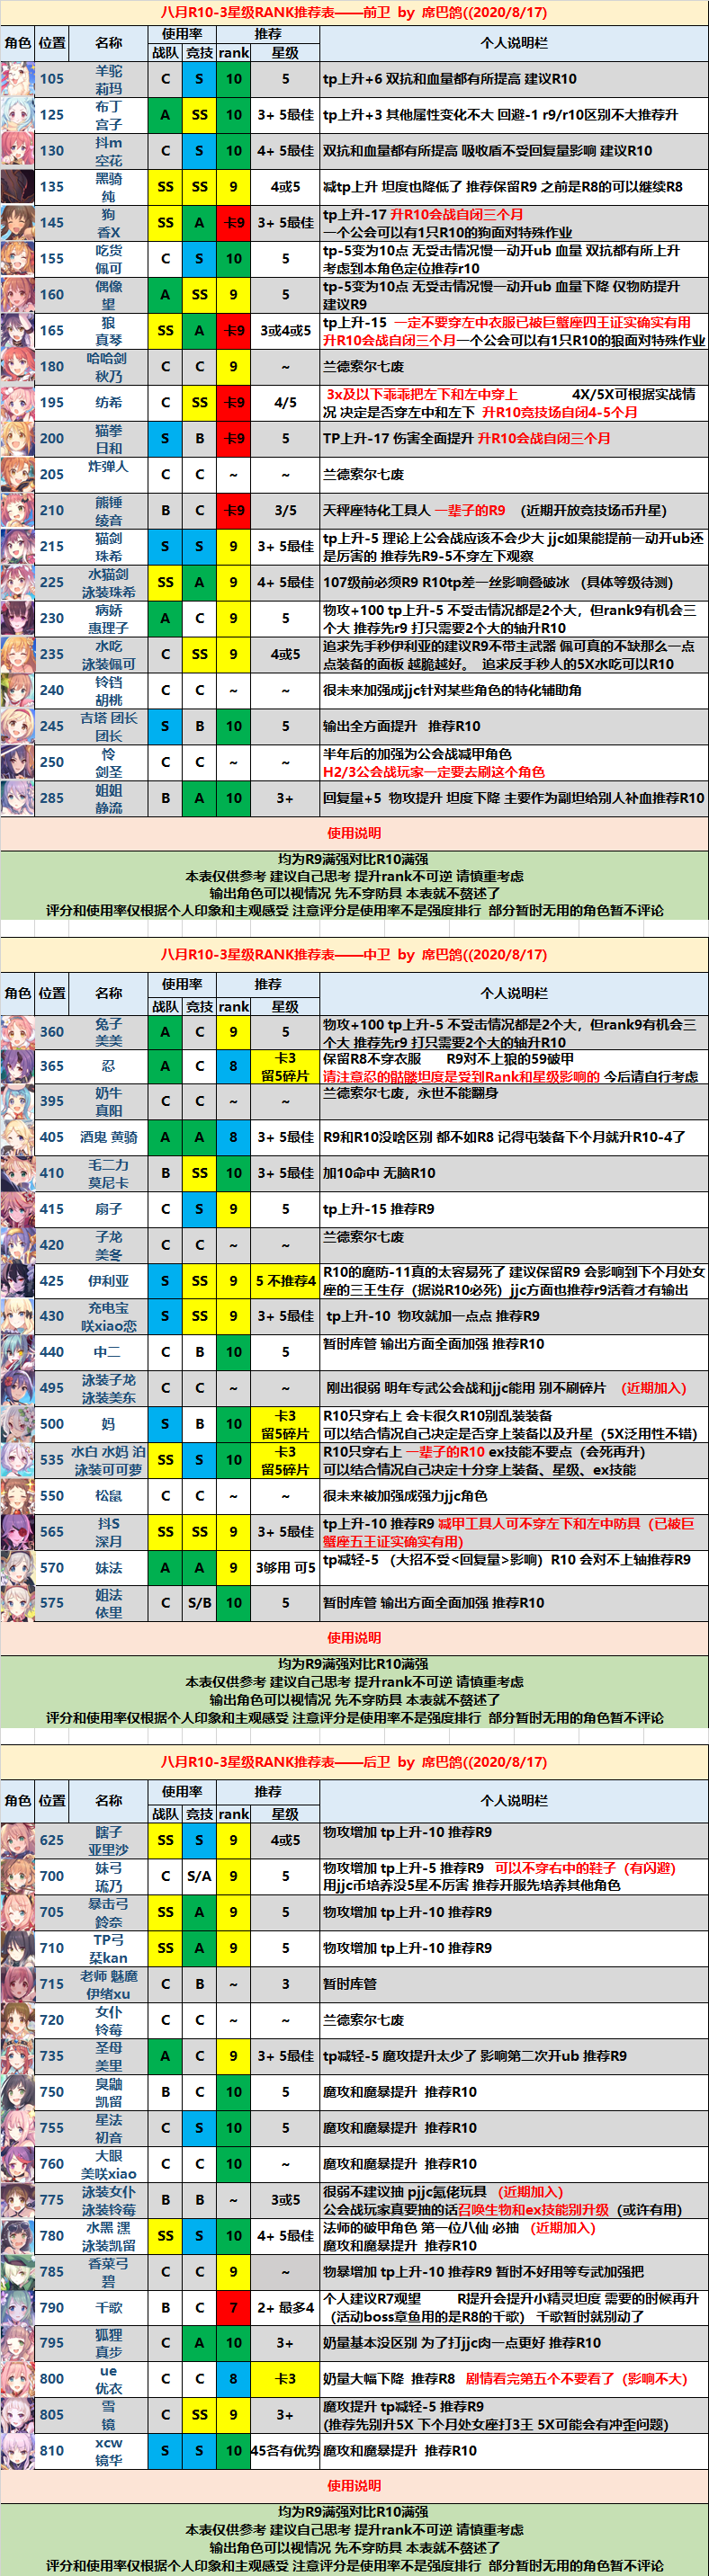 八月R10-3星级RANK推荐表——前卫 by 席巴鸽((2020/8/17)
角色 位置 名称 使用率 推荐 个人说明栏
战队 竞技 rank 星级
105 羊驼 莉玛 C S 10 5 tp上升+6 双抗和血量都有所提高 建议R10
125 布丁 宫子 A SS 10 3+ 5最佳 tp上升+3 其他属性变化不大 回避-1 r9/r10区别不大推荐升
130 抖m 空花 C S 10 4+ 5最佳 双抗和血量都有所提高 吸收盾不受回复量影响 建议R10
135 黑骑 纯 SS SS 9 4或5 减tp上升 坦度也降低了 推荐保留R9 之前是R8的可以继续R8
145 狗 香X SS A 卡9 3+ 5最佳 tp上升-17 升R10会战自闭三个月
一个公会可以有1只R10的狗面对特殊作业
155 吃货 佩可 C S 10 5 tp-5变为10点 无受击情况慢一动开ub 血量 双抗都有所上升
考虑到本角色定位推荐r10
160 偶像 望 A SS 9 5 tp-5变为10点 无受击情况慢一动开ub 血量下降 仅物防提升
建议R9
165 狼 真琴 SS A 卡9 3或4或5 tp上升-15 一定不要穿左中衣服已被巨蟹座四王证实确实有用
升R10会战自闭三个月一个公会可以有1只R10的狼面对特殊作业
180 哈哈剑 秋乃 C C 9 ~ 兰德索尔七废
195 纺希 C SS 卡9 4/5 3x及以下乖乖把左下和左中穿上 4X/5X可根据实战情
况 决定是否穿左中和左下 升R10竞技场自闭4-5个月
200 猫拳 日和 S B 卡9 5 TP上升-17 伤害全面提升 升R10会战自闭三个月
205 炸弹人 C C ~ ~ 兰德索尔七废
210 熊锤 绫音 B C 卡9 3/5 天秤座特化工具人 一辈子的R9 (近期开放竞技场币升星)
215 猫剑 珠希 S S 9 3+ 5最佳 tp上升-5 理论上公会战应该不会少大 jjc如果能提前一动开ub还
是厉害的 推荐先R9-5不穿左下观察
225 水猫剑 泳装珠希 SS A 9 4+ 5最佳 107级前必须R9 R10tp差一丝影响叠破冰 (具体等级待测)
230 病娇 惠理子 A C 9 5 物攻+100 tp上升-5 不受击情况都是2个大，但rank9有机会三
个大 推荐先r9 打只需要2个大的轴升R10
235 水吃 泳装佩可 C SS 9 4或5 追求先手秒伊利亚的建议R9不带主武器 佩可真的不缺那么一点
点装备的面板 越脆越好。 追求反手秒人的5X水吃可以R10
240 铃铛 胡桃 C C ~ ~ 很未来加强成jjc针对某些角色的特化辅助角
245 吉塔 团长 团长 S B 10 5 输出全方面提升 推荐R10
250 怜 剑圣 C C ~ ~ 半年后的加强为公会战减甲角色
H2/3公会战玩家一定要去刷这个角色
285 姐姐 静流 B A 10 3+ 回复量+5 物攻提升 坦度下降 主要作为副坦给别人补血推荐R10
使用说明
均为R9满强对比R10满强
本表仅供参考 建议自己思考 提升rank不可逆 请慎重考虑
输出角色可以视情况 先不穿防具 本表就不赘述了
评分和使用率仅根据个人印象和主观感受 注意评分是使用率不是强度排行 部分暂时无用的角色暂不评论
八月R10-3星级RANK推荐表——中卫 by 席巴鸽((2020/8/17)
角色 位置 名称 使用率 推荐 个人说明栏
战队 竞技 rank 星级
360 兔子 美美 A C 9 5 物攻+100 tp上升-5 不受击情况都是2个大，但rank9有机会三
个大 推荐先r9 打只需要2个大的轴升R10
365 忍 A C 8 卡3 留5碎片 保留R8不穿衣服 R9对不上狼的59破甲
请注意忍的骷髅坦度是受到Rank和星级影响的 今后请自行考虑
395 奶牛 真阳 C C ~ ~ 兰德索尔七废，永世不能翻身
405 酒鬼 黄骑 A A 8 3+ 5最佳 R9和R10没啥区别 都不如R8 记得屯装备下个月就升R10-4了
410 毛二力 莫尼卡 B SS 10 3+ 5最佳 加10命中 无脑R10
415 扇子 C S 9 5 tp上升-15 推荐R9
420 子龙 美冬 C C ~ ~ 兰德索尔七废
425 伊利亚 S SS 9 5 不推荐4 R10的魔防-11真的太容易死了 建议保留R9 会影响到下个月处女
座的三王生存（据说R10必死）jjc方面也推荐r9活着才有输出
430 充电宝 咲xiao恋 S SS 9 3+ 5最佳 tp上升-10 物攻就加一点点 推荐R9
440 中二 C B 10 5 暂时库管 输出方面全面加强 推荐R10
495 泳装子龙 泳装美东 C C ~ ~ 刚出很弱 明年专武公会战和jjc能用 别不刷碎片 (近期加入)
500 妈 S B 10 卡3 留5碎片 R10只穿右上 会卡很久R10别乱装装备
可以结合情况自己决定是否穿上装备以及升星（5X泛用性不错）
535 水白 水妈 泊 泳装可可萝 SS S 10 卡3 留5碎片 R10只穿右上 一辈子的R10 ex技能不要点（会死再升）
可以结合情况自己决定十分穿上装备、星级、ex技能
550 松鼠 C C ~ ~ 很未来被加强成强力jjc角色
565 抖S 深月 SS SS 9 3+ 5最佳 tp上升-10 推荐R9 减甲工具人可不穿左下和左中防具（已被巨
蟹座五王证实确实有用）
570 妹法 A A 9 3够用 可5 tp减轻-5 （大招不受<回复量>影响）R10 会对不上轴推荐R9
575 姐法 依里 C S/B 10 5 暂时库管 输出方面全面加强 推荐R10
使用说明
均为R9满强对比R10满强
本表仅供参考 建议自己思考 提升rank不可逆 请慎重考虑
输出角色可以视情况 先不穿防具 本表就不赘述了
评分和使用率仅根据个人印象和主观感受 注意评分是使用率不是强度排行 部分暂时无用的角色暂不评论
八月R10-3星级RANK推荐表——后卫 by 席巴鸽((2020/8/17)
角色 位置 名称 使用率 推荐 个人说明栏
战队 竞技 rank 星级
625 瞎子 亚里沙 SS S 9 4或5 物攻增加 tp上升-10 推荐R9
700 妹弓 琉乃 C S/A 9 5 物攻增加 tp上升-5 推荐R9 可以不穿右中的鞋子（有闪避）
用jjc币培养没5星不厉害 推荐开服先培养其他角色
705 暴击弓 鈴奈 SS A 9 5 物攻增加 tp上升-10 推荐R9
710 TP弓 栞kan SS A 9 5 物攻增加 tp上升-10 推荐R9
715 老师 魅魔 伊绪xu C B ~ 3 暂时库管
720 女仆 铃莓 C C ~ ~ 兰德索尔七废
735 圣母 美里 A C 9 3+ 5最佳 tp减轻-5 魔攻提升太少了 影响第二次开ub 推荐R9
750 臭鼬 凯留 B C 10 5 魔攻和魔暴提升 推荐R10
755 星法 初音 C S 10 5 魔攻和魔暴提升 推荐R10
760 大眼 美咲xiao C C 10 ~ 魔攻和魔暴提升 推荐R10
775 泳装女仆 泳装铃莓 B B ~ 3或5 很弱不建议抽 pjjc氪佬玩具 (近期加入)
公会战玩家真要抽的话召唤生物和ex技能别升级（或许有用）
780 水黑 潶 泳装凯留 SS S 10 4+ 5最佳 法师的破甲角色 第一位八仙 必抽 (近期加入)
魔攻和魔暴提升 推荐R10
785 香菜弓 碧 C C 9 ~ 物暴增加 tp上升-10 推荐R9 暂时不好用等专武加强把
790 千歌 B C 7 2+ 最多4 个人建议R7观望 R提升会提升小精灵坦度 需要的时候再升
（活动boss章鱼用的是R8的千歌） 千歌暂时就别动了
795 狐狸 真步 C A 10 3+ 奶量基本没区别 为了打jjc肉一点更好 推荐R10
800 ue 优衣 C C 8 卡3 奶量大幅下降 推荐R8 剧情看完第五个不要看了（影响不大）
805 雪 镜 C SS 9 3+ 魔攻提升 tp减轻-5 推荐R9
(推荐先别升5X 下个月处女座打3王 5X可能会有冲歪问题)
810 xcw 镜华 S S 10 45各有优势 魔攻和魔暴提升 推荐R10
使用说明
均为R9满强对比R10满强
本表仅供参考 建议自己思考 提升rank不可逆 请慎重考虑
输出角色可以视情况 先不穿防具 本表就不赘述了
评分和使用率仅根据个人印象和主观感受 注意评分是使用率不是强度排行 部分暂时无用的角色暂不评论